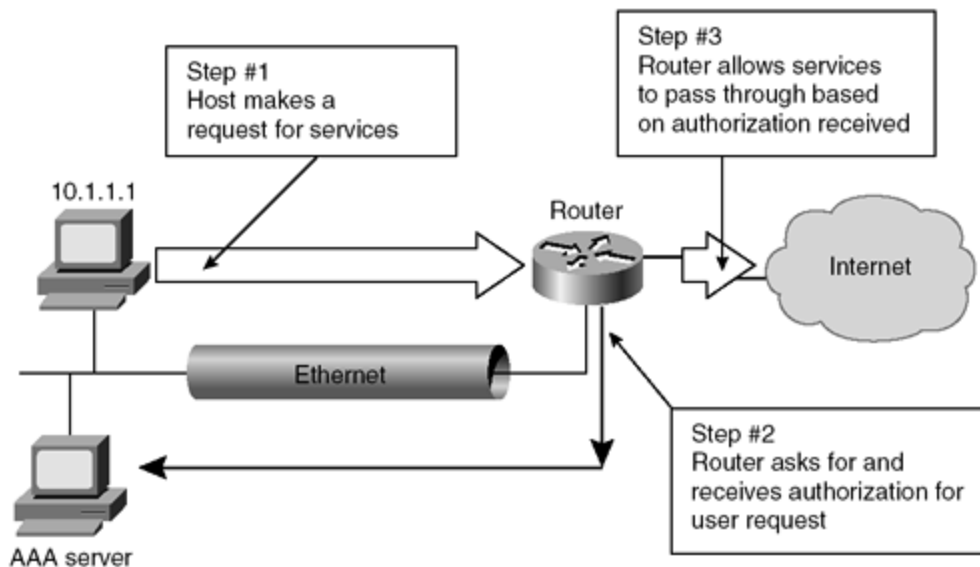 Step #1
Host makes a
request for services
Step #3
Router allows services
to pass through based
on authorization received
10.1.1.1
Router
Internet
Ethernet
Step #2
Router asks for and
receives authorization for
user request
AAA server